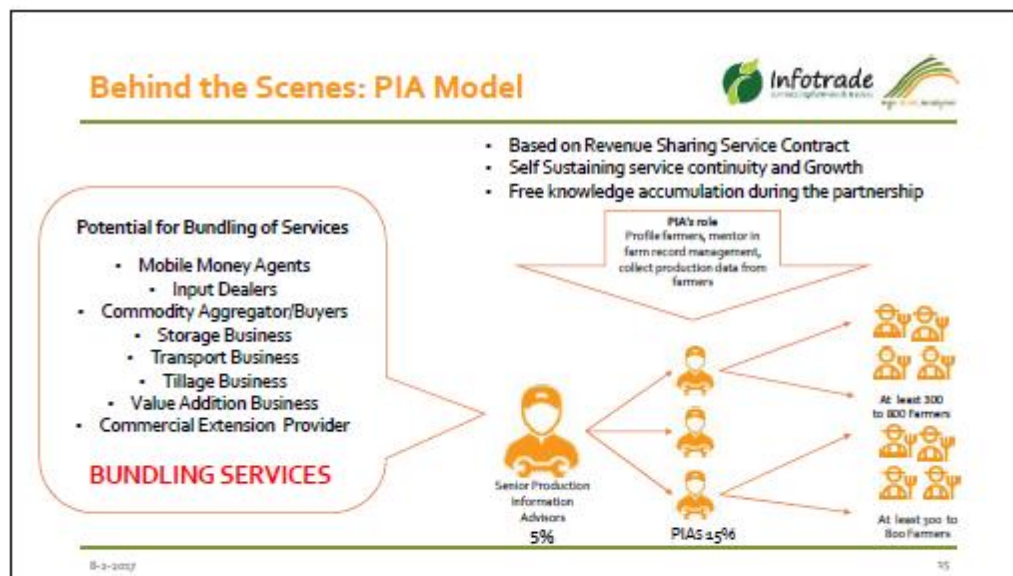 Behind the Scenes: PIA Model
Infotrade
• Based on Revenue Sharing Service Contract
• Self Sustaining service continuity and Growth
• Free knowledge accumulation during the partnership
Potential for Bundling of Services
• Mobile Money Agents
• Input Dealers
• Commodity Aggregator/Buyers
• Storage Business
• Transport Business
• Tillage Business
• Value Addition Business
• Commercial Extension Provider
BUNDLING SERVICES
PIA's role
Profile farmers, mentor in
farm record management,
collect production data from
farmers
Senior Production
Information
Advisors
5%
PIAs 15%
At least 300
to 800 Farmers
At least 300 to
800 Farmers
8-2-2017
25